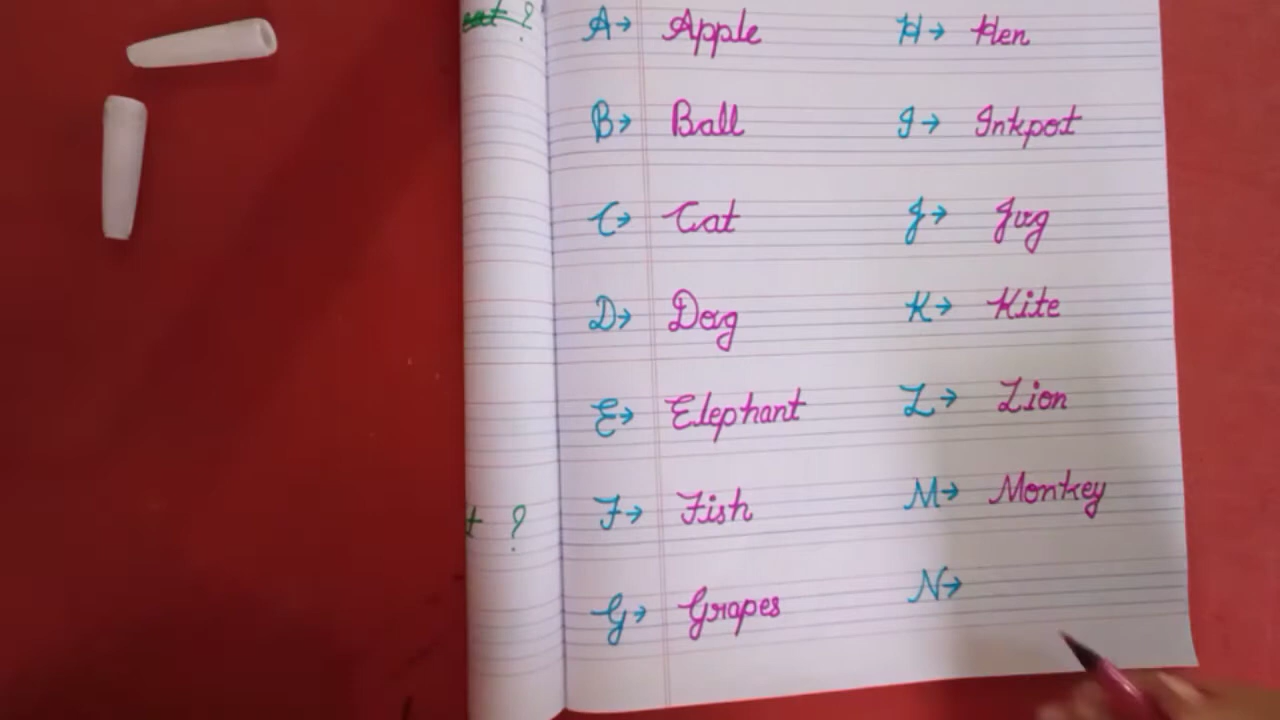 A→ Apple
B→ Ball
C→ Cat
D→ Dog
E→ Elephant
F→ Fish
G→ Grapes
H→ Hen
I→ Inkpot
J→ Jug
K→ Kite
L→ Lion
M→ Monkey
N→